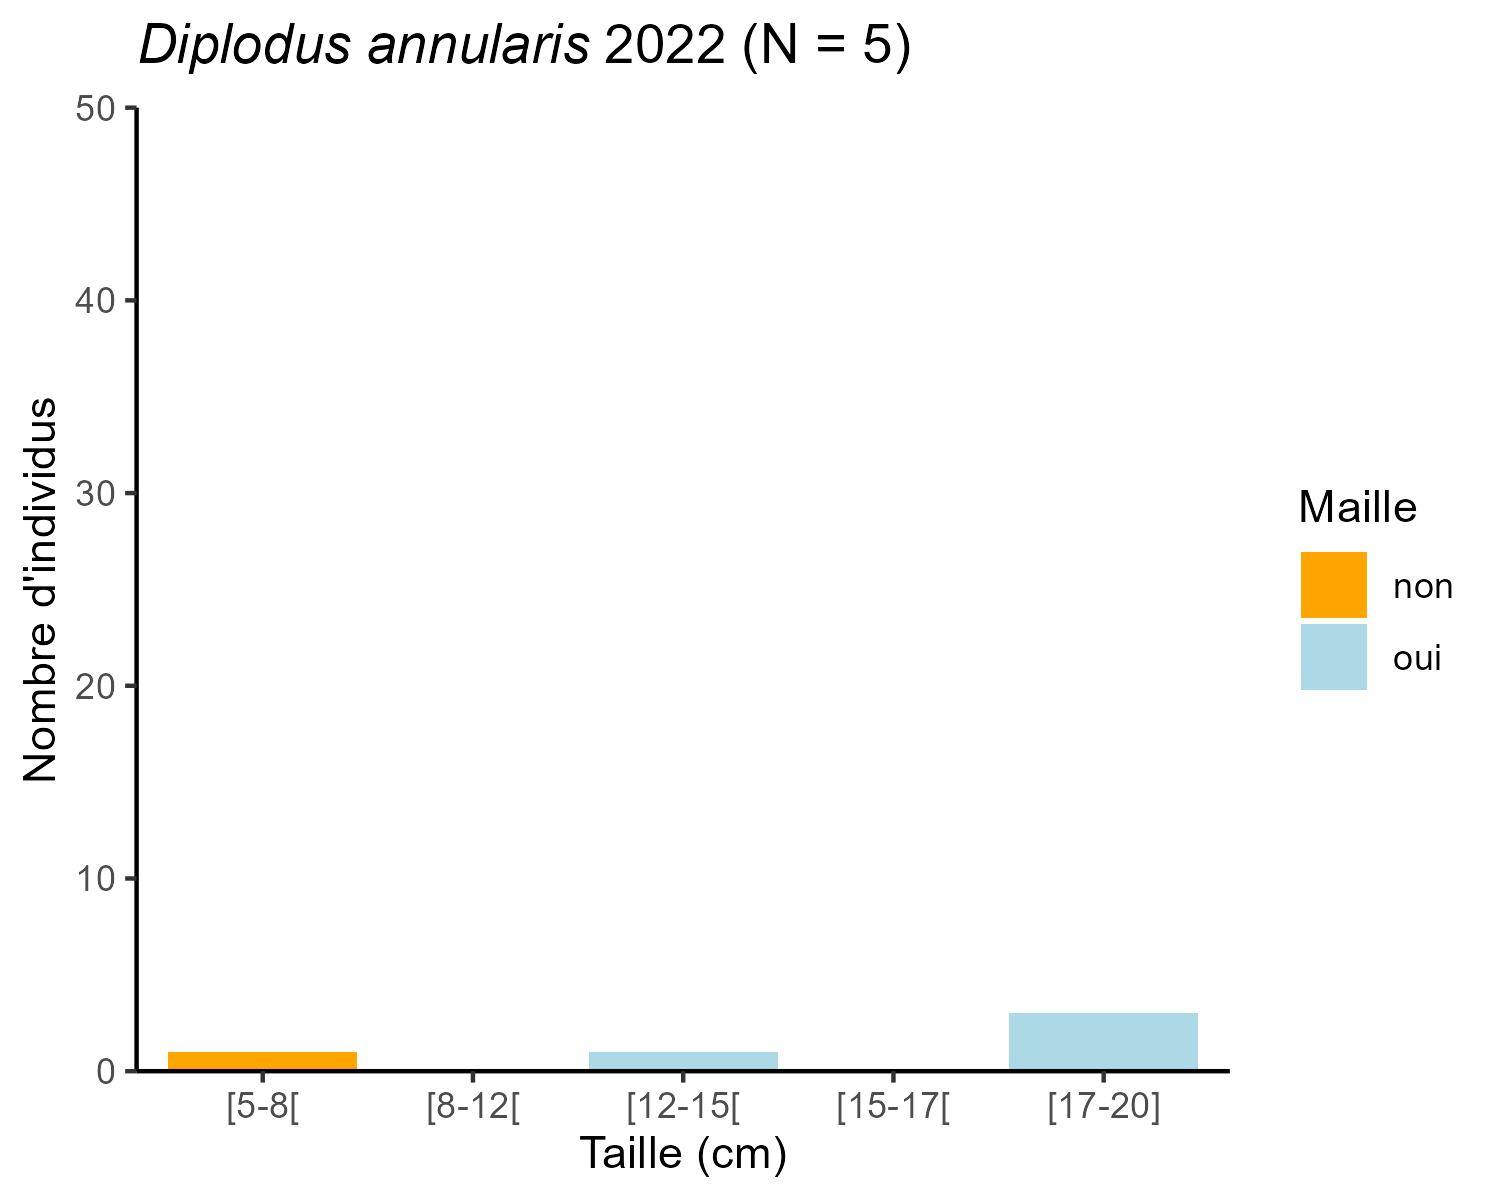 Diplodus annularis 2022 (N = 5)
50
40
30
20
10
0
Nombre d'individus
[5-8[
[8-12[
[12-15[
[15-17[
[17-20]
Taille (cm)
Maille
non
oui